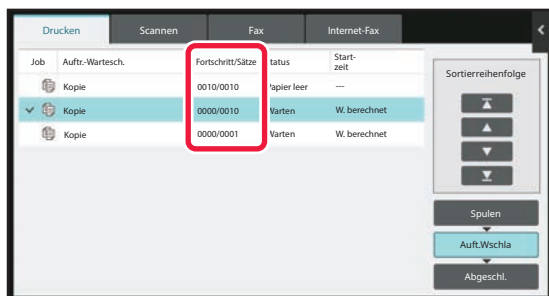 Drucken Scannen Fax Internet-Fax
Job Auftr.-Wartesch. Fortschritt/Sätze tatus Start-
zeit
Kopie 0010/0010 Papier leer ---
Kopie 0000/0010 Warten W. berechnet
Kopie 0000/0001 Warten W. berechnet
Sortierreihenfolge
Spulen
Auft.Wschla
Abgeschl.